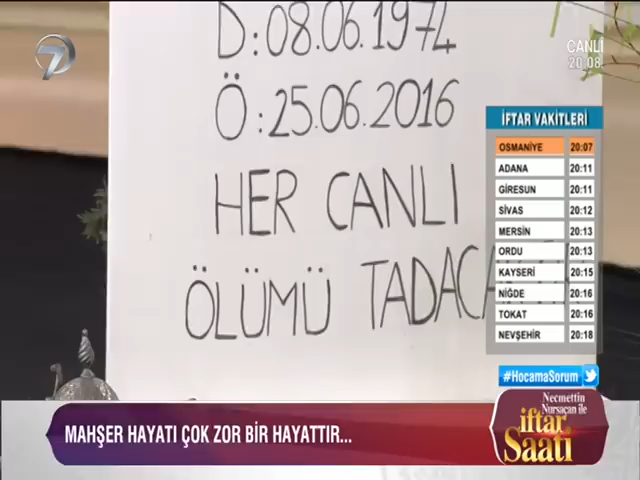 7
CANLI
20:08
D:08.06.1974
Ö:25.06.2016
HER CANLI
ÖLÜMÜ
İFTAR VAKİTLERİ
OSMANİYE 20:07
ADANA 20:11
GİRESUN 20:11
SİVAS 20:12
MERSİN 20:13
ORDU 20:13
KAYSERİ 20:15
NİĞDE 20:16
TOKAT 20:16
NEVŞEHİR 20:18
#HocamaSorum
Necmettin
Nursaçan ile
iftar
Saati
MAHŞER HAYATI ÇOK ZOR BİR HAYATTIR...